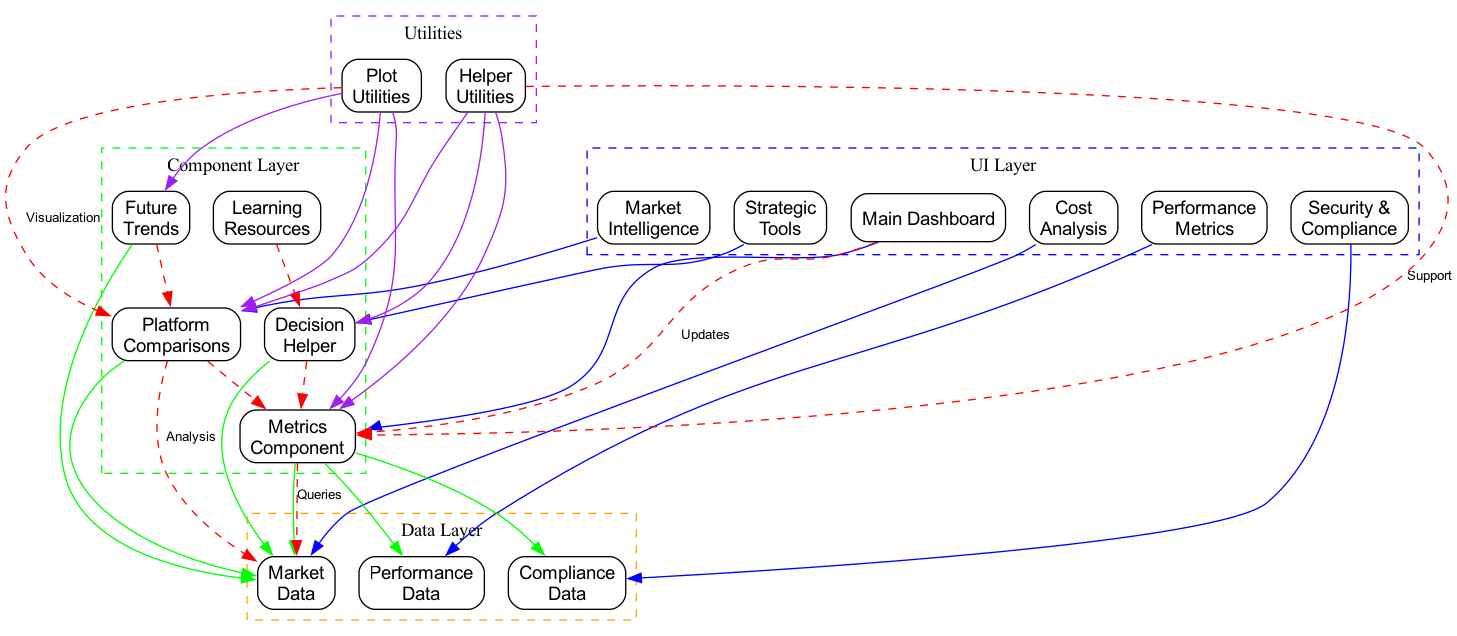 Utilities
Plot
Utilities
Helper
Utilities
Component Layer
UI Layer
Future
Trends
Learning
Resources
Market
Intelligence
Strategic
Tools
Main Dashboard
Cost
Analysis
Performance
Metrics
Security &
Compliance
Visualization
Support
Platform
Comparisons
Decision
Helper
Updates
Analysis
Metrics
Component
Queries
Data Layer
Market
Data
Performance
Data
Compliance
Data